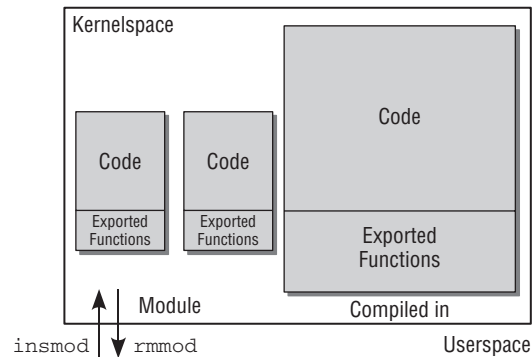 Kernelspace
Code
Exported
Functions
Code
Exported
Functions
Code
Exported
Functions
Module
Compiled in
insmod
rmmod
Userspace